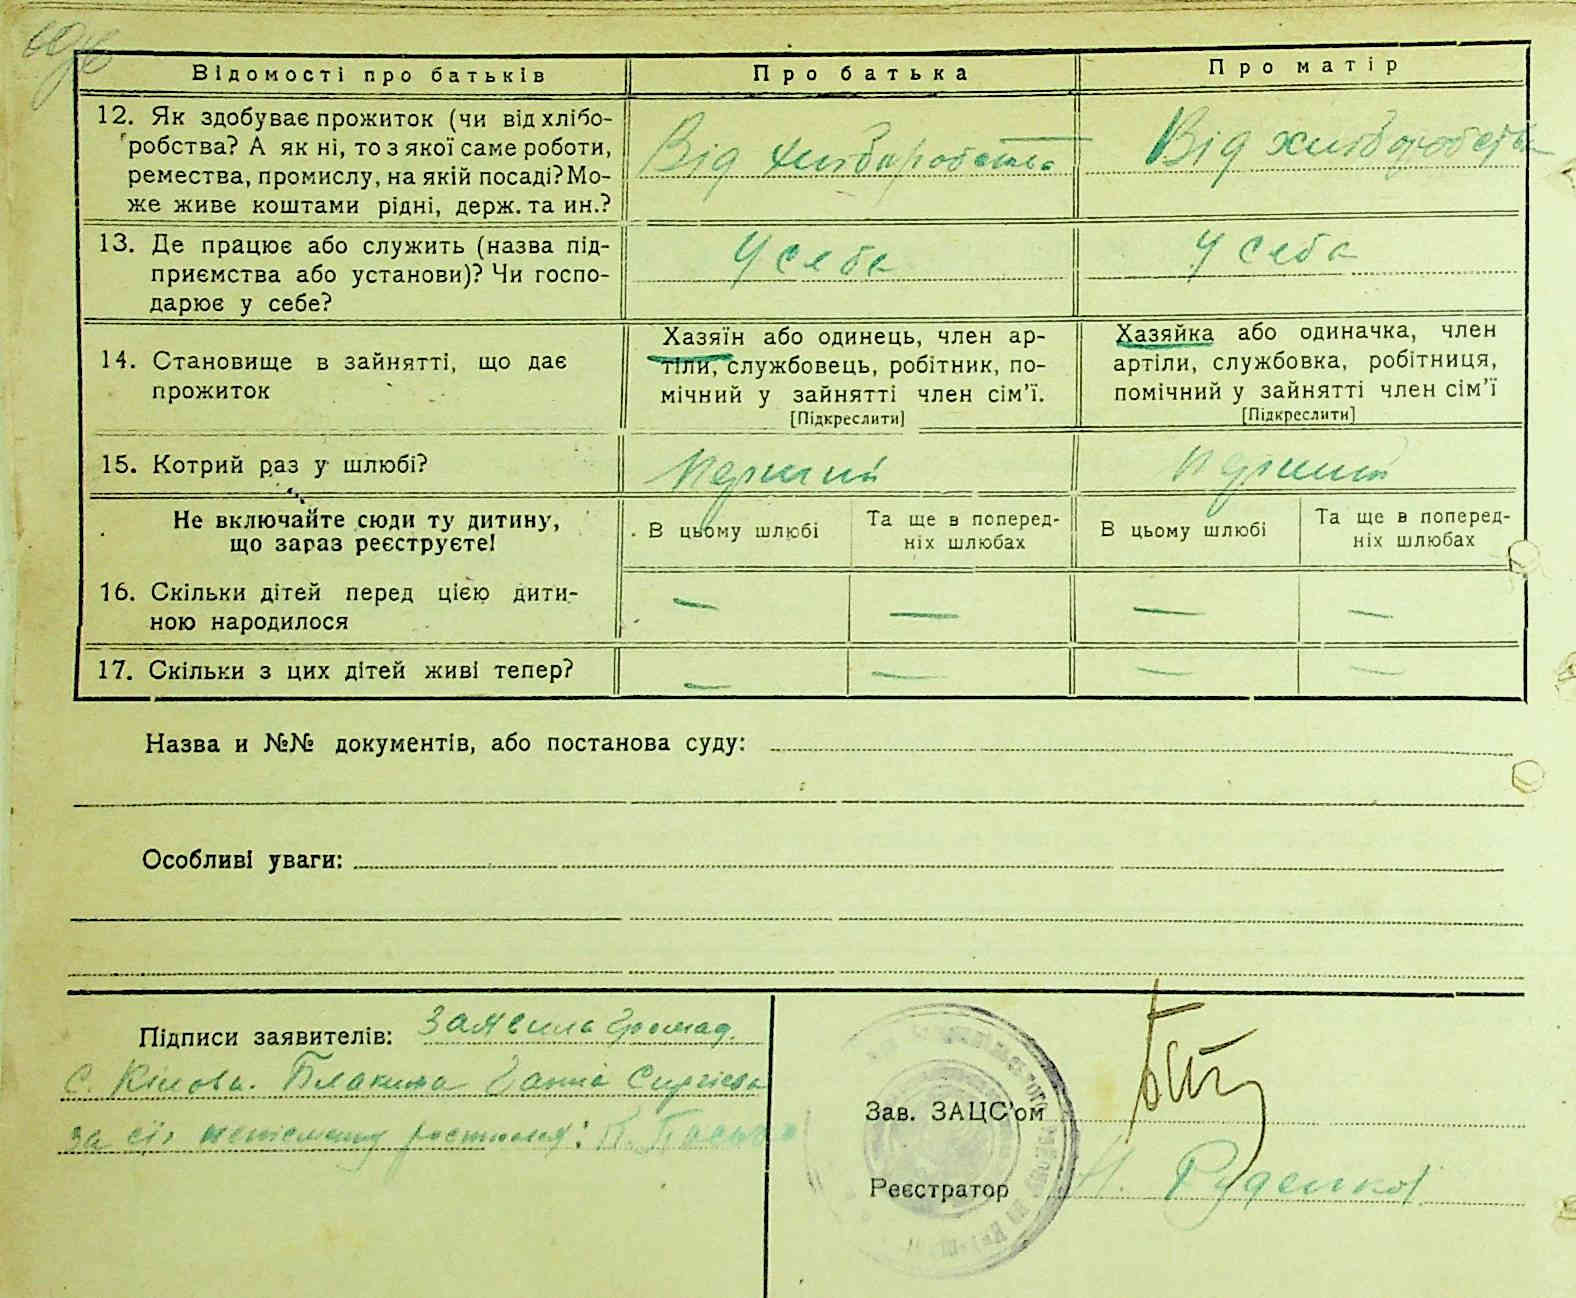 Відомості про батьків
Про батька
Про матір
12. Як здобуває прожиток (чи від хлібо-
робства? А як ні, то з якої саме роботи,
ремества, промислу, на якій посаді? Мо-
же живе коштами рідні, держ. та ин.?
Від хліборобства
Від хліборобства
13. Де працює або служить (назва під-
приємства або установи)? Чи госпо-
дарює у себе?
У себе
У себе
14. Становище в зайнятті, що дає
прожиток
Хазяїн або одинець, член ар-
тіли, службовець, робітник, по-
мічний у зайнятті член сім'ї.
[Підкреслити]
Хазяйка або одиначка, член
артіли, службовка, робітниця,
помічний у зайнятті член сім'ї
[Підкреслити]
15. Котрий раз у шлюбі?
Перший
Перший
Не включайте сюди ту дитину,
що зараз реєструєте!
В цьому шлюбі
Та ще в поперед-
ніх шлюбах
В цьому шлюбі
Та ще в поперед-
ніх шлюбах
16. Скільки дітей перед цією дити-
ною народилося
— — — —
17. Скільки з цих дітей живі тепер?
— — — —
Назва и №№ документів, або постанова суду:
Особливі уваги:
Підписи заявителів: Заявила громад.
с. Ганна
за
Зав. ЗАЦС'ом
Реєстратор Н. Руденко